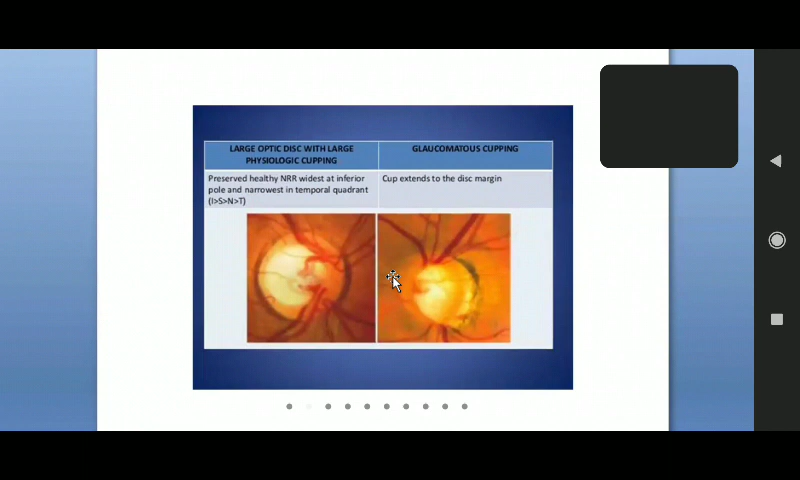 LARGE OPTIC DISC WITH LARGE
PHYSIOLOGIC CUPPING
GLAUCOMATOUS CUPPING
Preserved healthy NRR widest at inferior
pole and narrowest in temporal quadrant
(I>S>N>T)
Cup extends to the disc margin